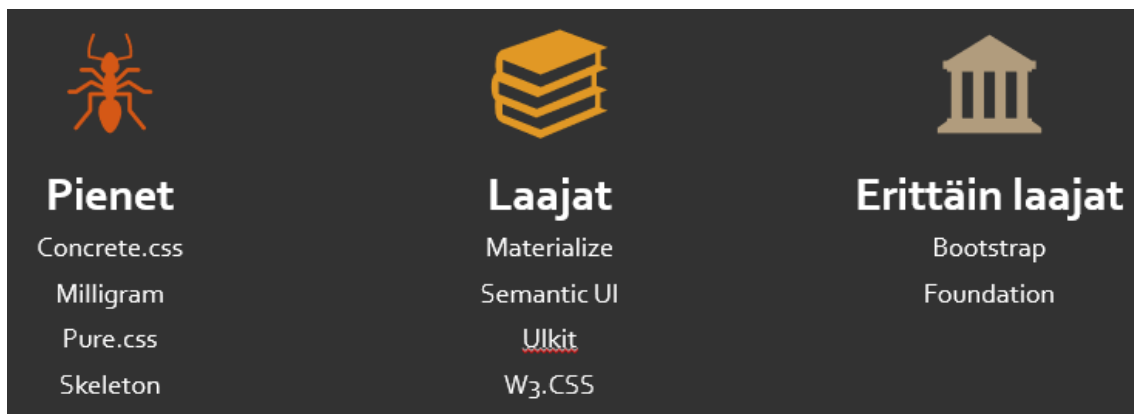 Pienet
Concrete.css
Milligram
Pure.css
Skeleton
Laajat
Materialize
Semantic UI
UIkit
W3.CSS
Erittäin laajat
Bootstrap
Foundation